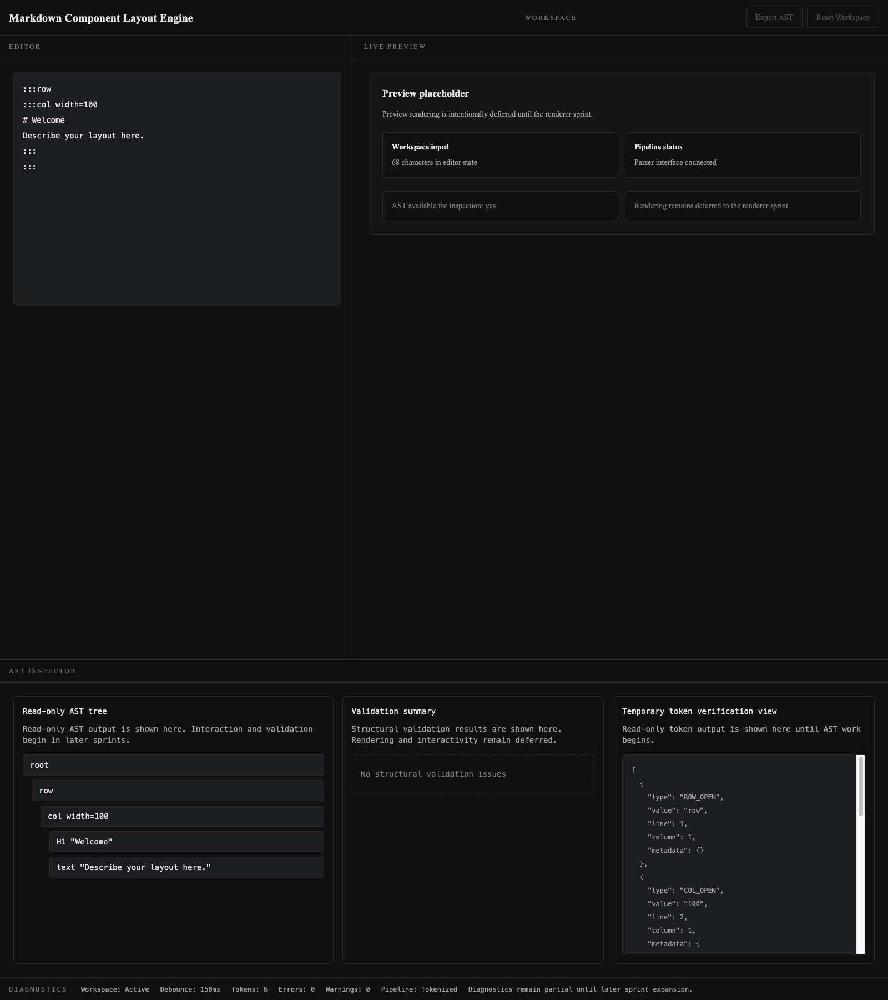 Markdown Component Layout Engine
WORKSPACE
Export AST
Reset Workspace
EDITOR
:::row
:::col width=100
# Welcome
Describe your layout here.
:::
:::
LIVE PREVIEW
Preview placeholder
Preview rendering is intentionally deferred until the renderer sprint.
Workspace input
68 characters in editor state
Pipeline status
Parser interface connected
AST available for inspection: yes
Rendering remains deferred to the renderer sprint
AST INSPECTOR
Read-only AST tree
Read-only AST output is shown here. Interaction and validation
begin in later sprints.
root
row
col width=100
H1 "Welcome"
text "Describe your layout here."
Validation summary
Structural validation results are shown here.
Rendering and interactivity remain deferred.
No structural validation issues
Temporary token verification view
Read-only token output is shown here until AST work
begins.
[
  {
    "type": "ROW_OPEN",
    "value": "row",
    "line": 1,
    "column": 1,
    "metadata": {}
  },
  {
    "type": "COL_OPEN",
    "value": "100",
    "line": 2,
    "column": 1,
    "metadata": {
DIAGNOSTICS
Workspace: Active
Debounce: 150ms
Tokens: 6
Errors: 0
Warnings: 0
Pipeline: Tokenized
Diagnostics remain partial until later sprint expansion.